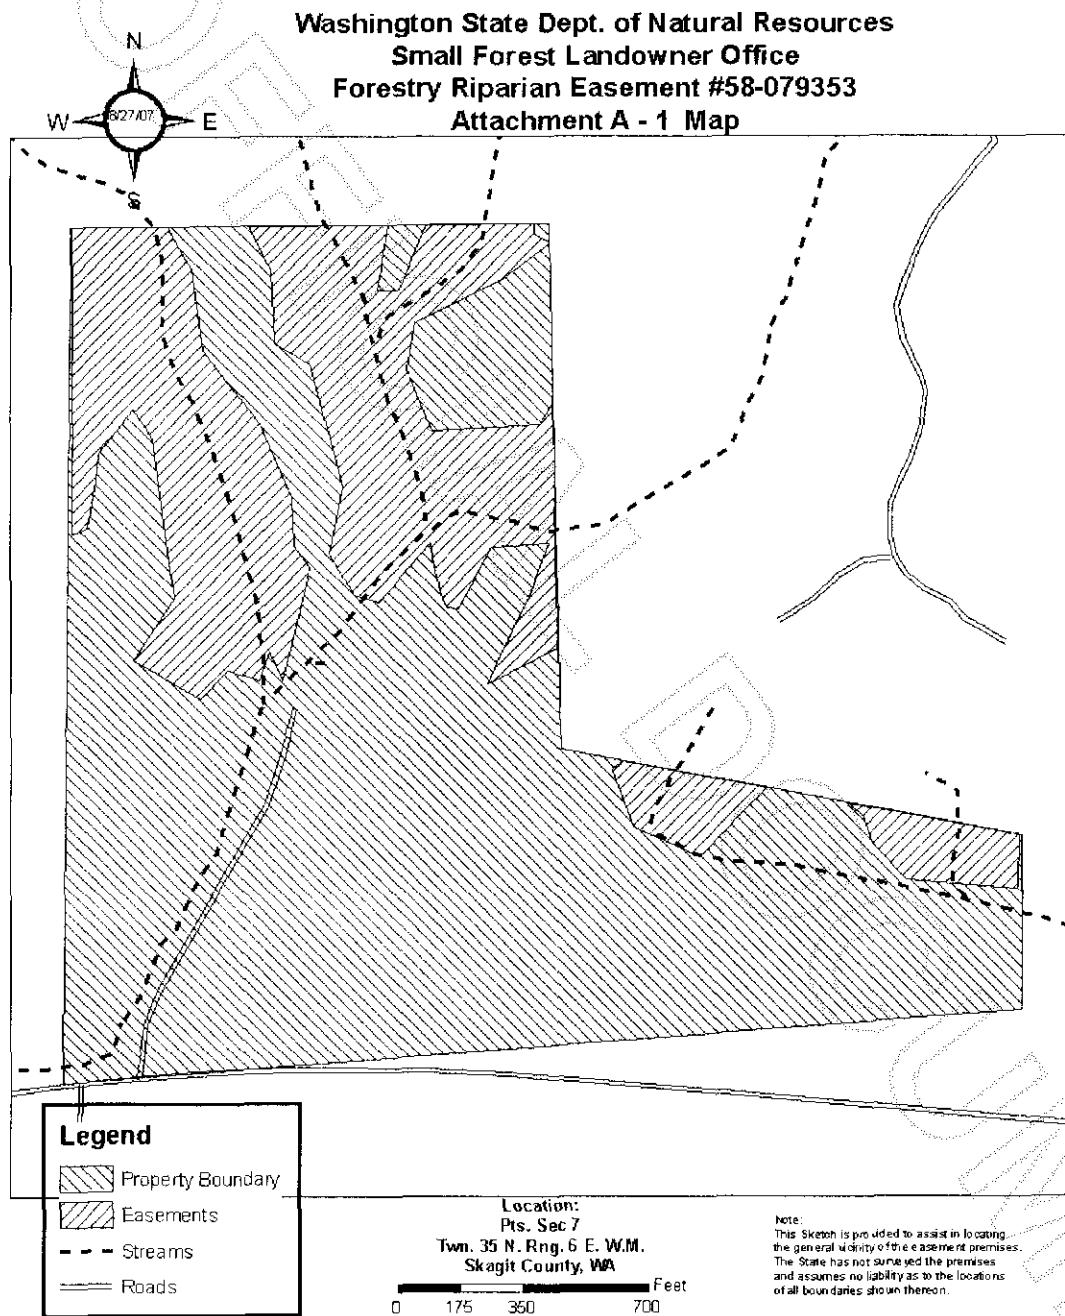 Washington State Dept. of Natural Resources
Small Forest Landowner Office
Forestry Riparian Easement #58-079353
Attachment A - 1 Map
N
W
8/27/07
E
S
Legend
Property Boundary
Easements
Streams
Roads
Location:
Pts. Sec 7
Twn. 35 N. Rng. 6 E. W.M.
Skagit County, WA
Feet
0 175 350 700
Note:
This Sketch is provided to assist in locating
the general vicinity of the easement premises.
The State has not surveyed the premises
and assumes no liability as to the locations
of all boundaries shown thereon.